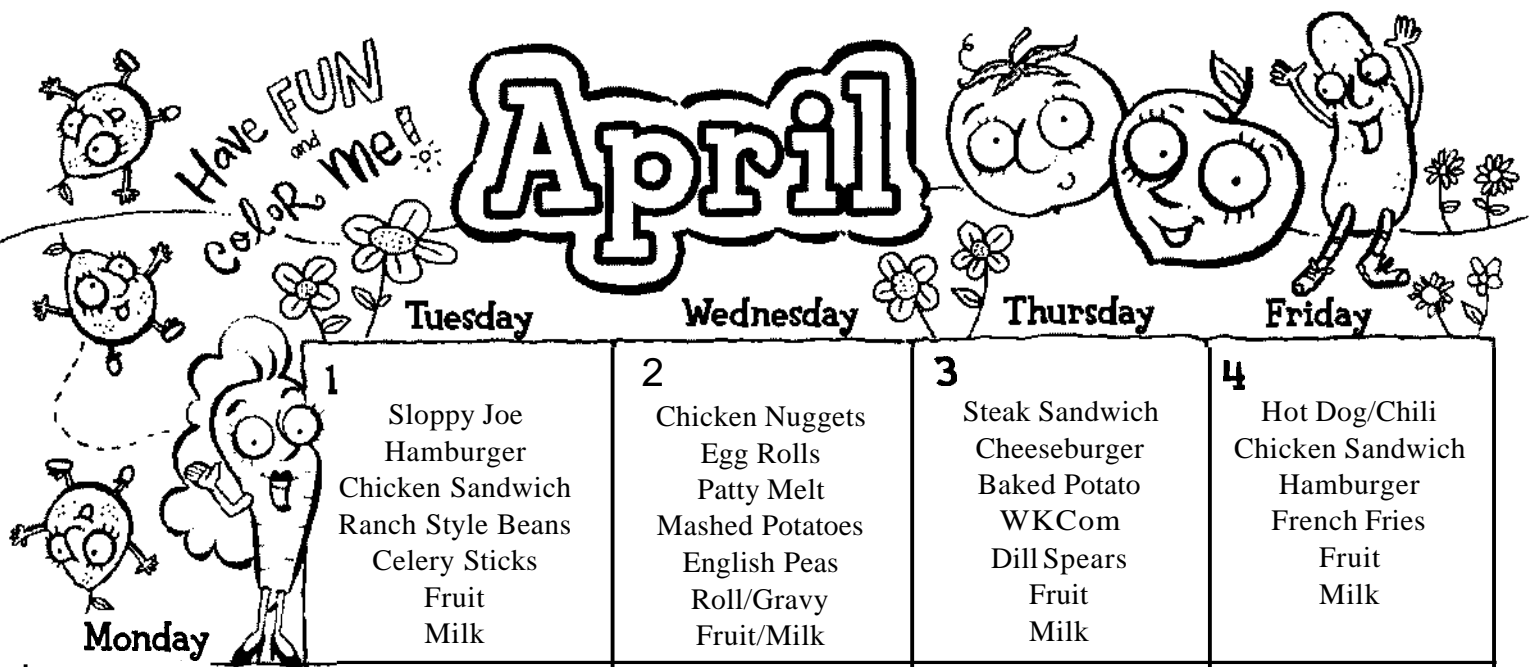 Have FUN
and
color me!
April
Monday
Tuesday
Wednesday
Thursday
Friday
1
Sloppy Joe
Hamburger
Chicken Sandwich
Ranch Style Beans
Celery Sticks
Fruit
Milk
2
Chicken Nuggets
Egg Rolls
Patty Melt
Mashed Potatoes
English Peas
Roll/Gravy
Fruit/Milk
3
Steak Sandwich
Cheeseburger
Baked Potato
WKCom
Dill Spears
Fruit
Milk
4
Hot Dog/Chili
Chicken Sandwich
Hamburger
French Fries
Fruit
Milk